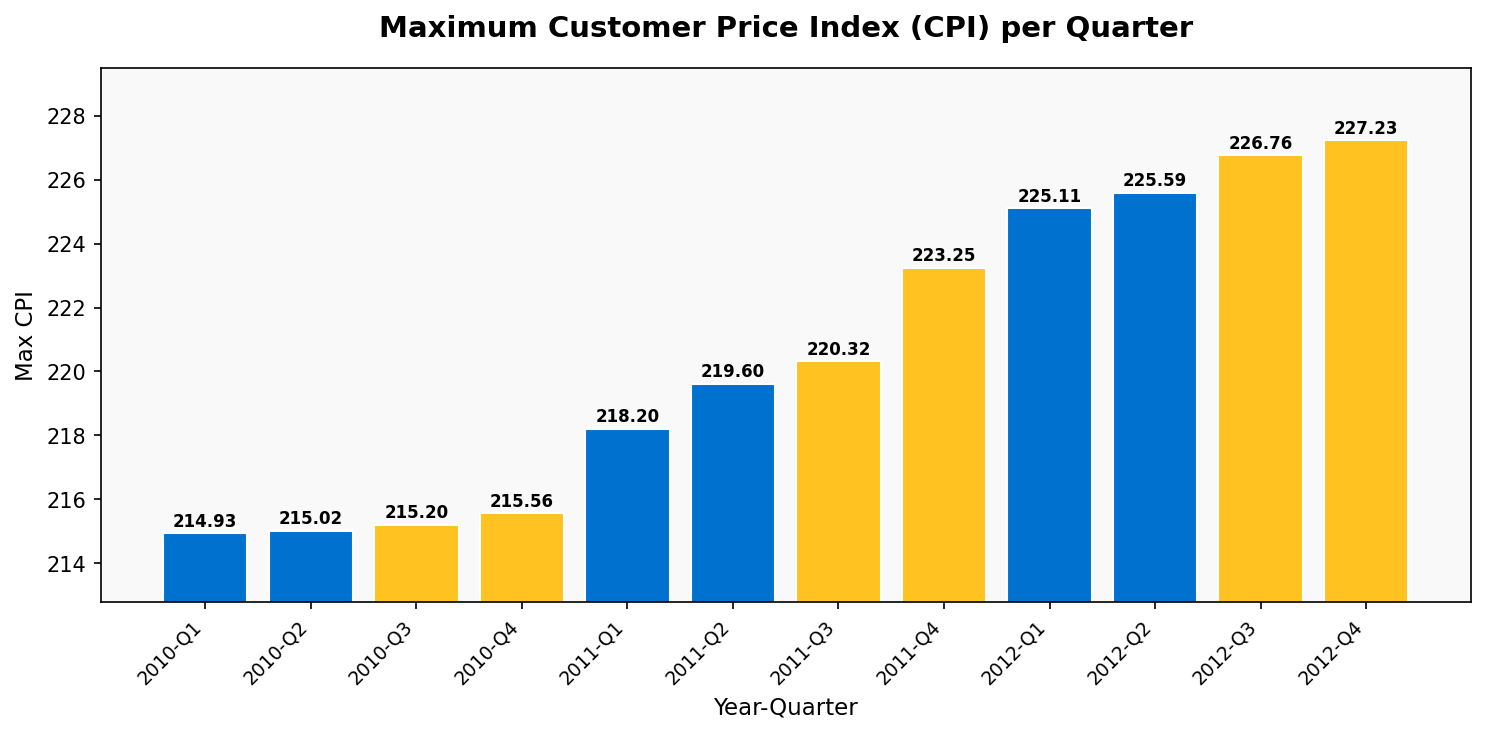 Maximum Customer Price Index (CPI) per Quarter
Max CPI
228
226
224
222
220
218
216
214
214.93
215.02
215.20
215.56
218.20
219.60
220.32
223.25
225.11
225.59
226.76
227.23
2010-Q1
2010-Q2
2010-Q3
2010-Q4
2011-Q1
2011-Q2
2011-Q3
2011-Q4
2012-Q1
2012-Q2
2012-Q3
2012-Q4
Year-Quarter